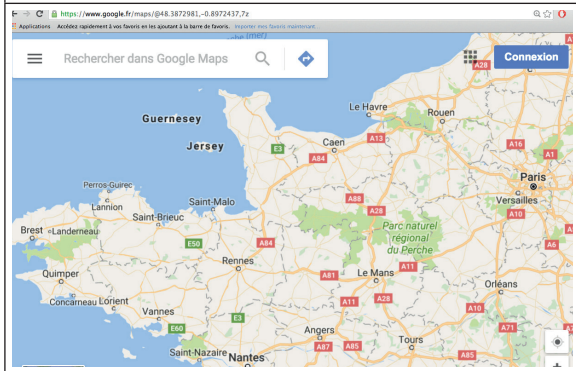 https://www.google.fr/maps/@48.3872981,-0.8972437,7z
Applications Accédez rapidement à vos favoris en les ajoutant à la barre de favoris. Importer mes favoris maintenant...
Rechercher dans Google Maps
Connexion
A28
Le Havre
Rouen
Guernesey
A13
Jersey
E3
Caen
A84
A16
A1
Paris
Perros-Guirec
Lannion
Saint-Malo
A88
A28
Versailles
A10
Saint-Brieuc
Brest
Landerneau
Parc naturel
régional
du Perche
E50
A84
A6
Quimper
Rennes
A81
Le Mans
A11
Orléans
Concarneau
Lorient
Vannes
A11
A28
A10
E60
E3
Angers
A71
Saint-Nazaire
Nantes
A87
A85
Tours
A85